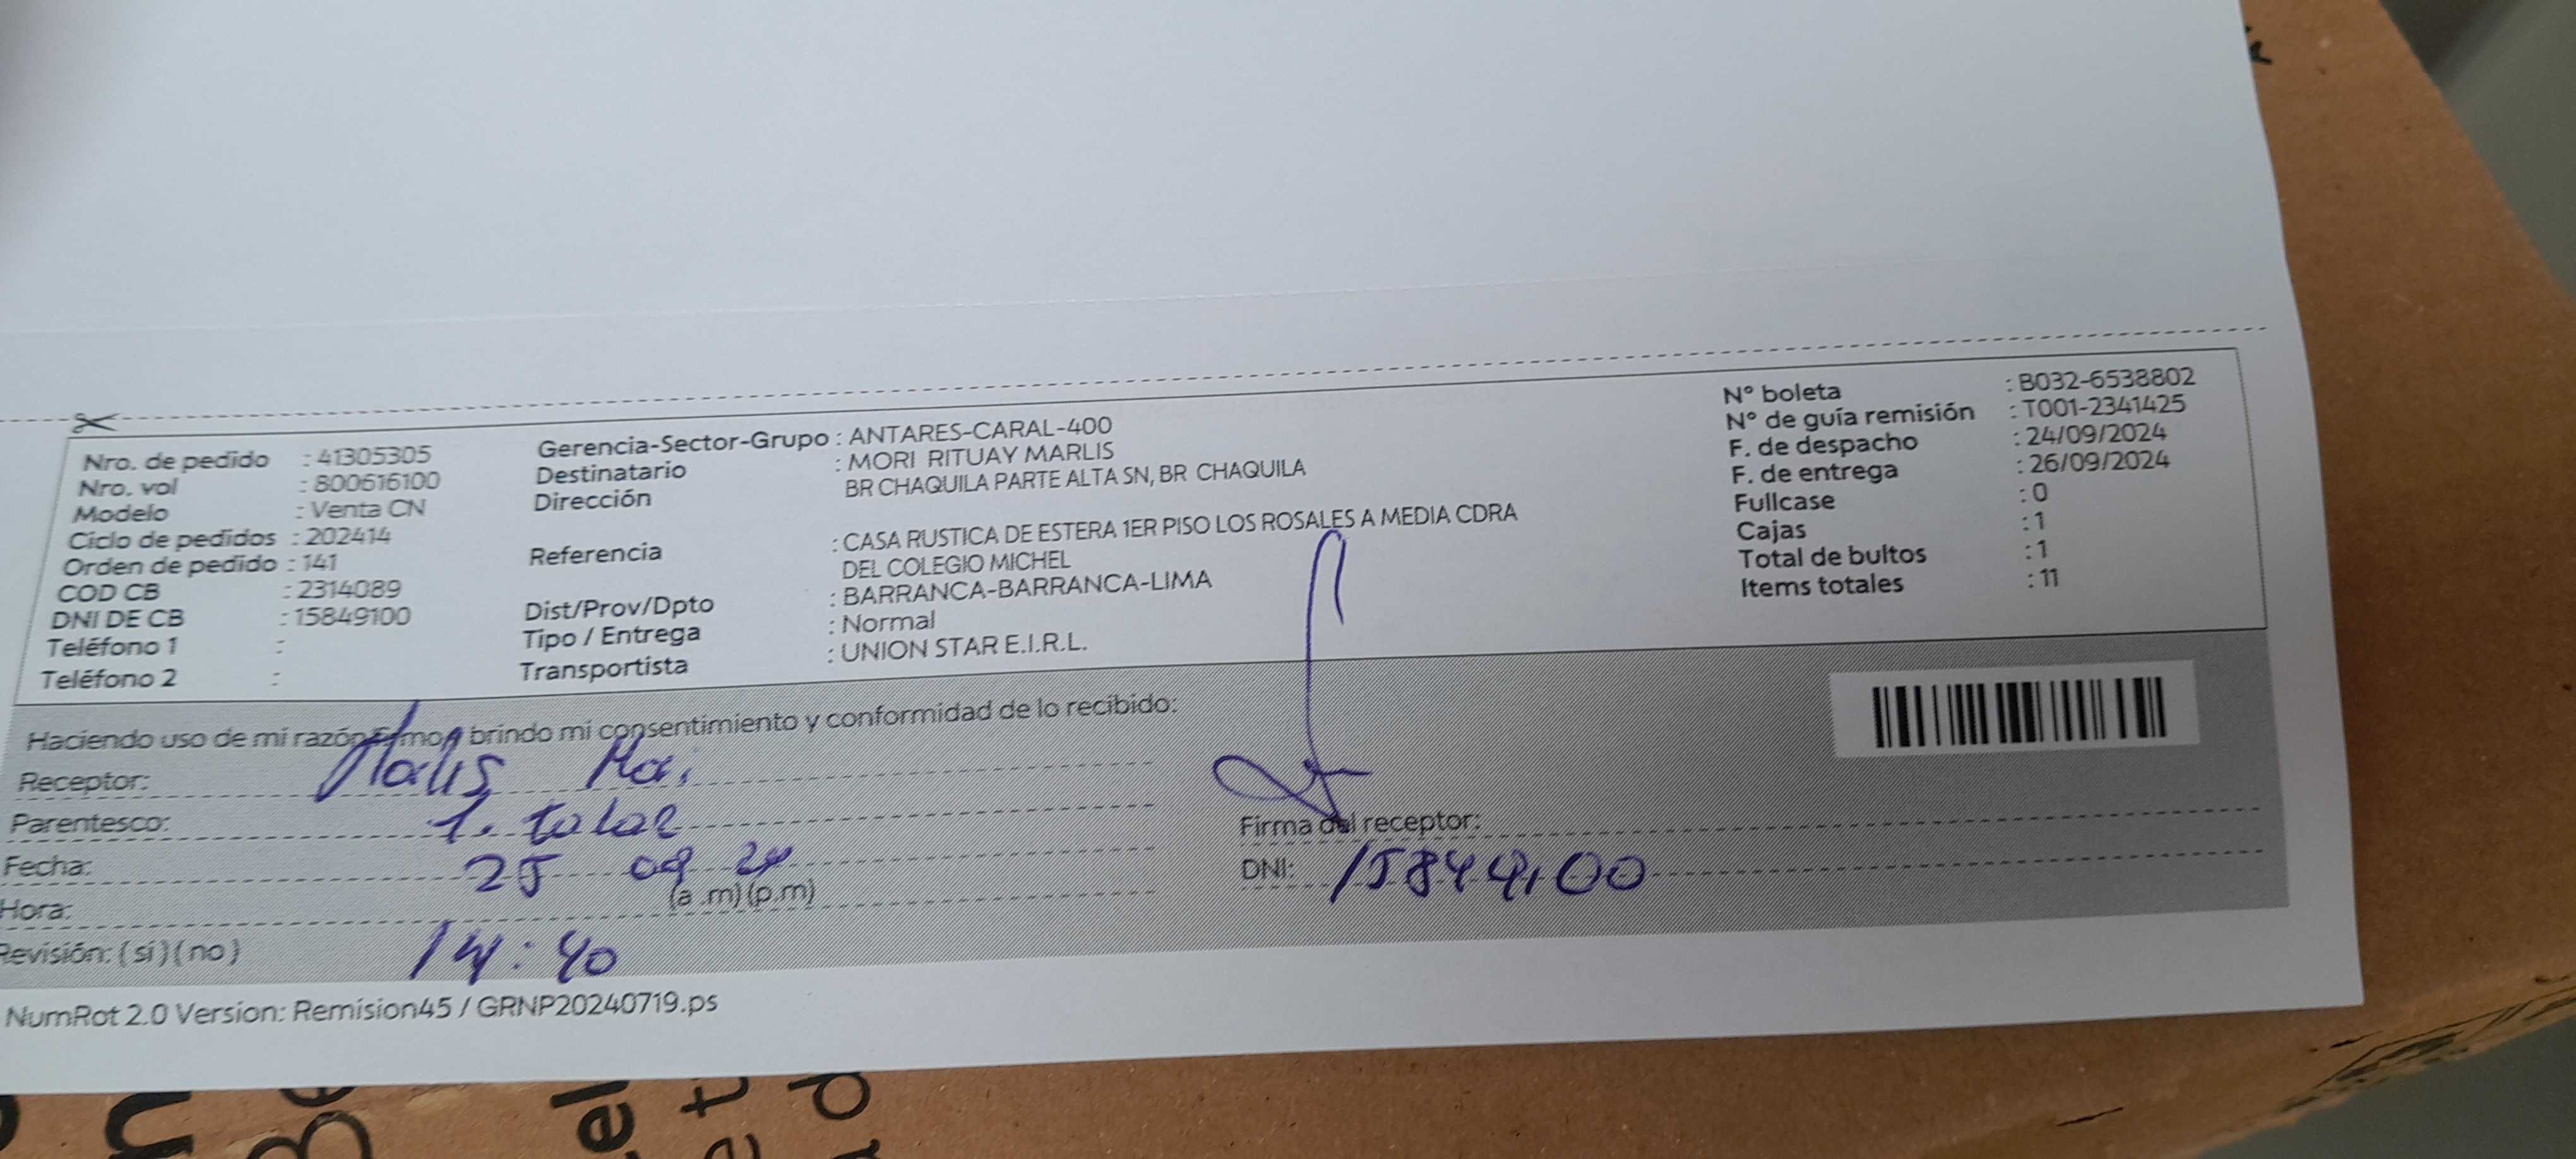 Nro. de pedido : 41305305
Nro. vol : 800616100
Modelo : Venta CN
Ciclo de pedidos : 202414
Orden de pedido : 141
COD CB : 2314089
DNI DE CB : 15849100
Teléfono 1 :
Teléfono 2 :
Gerencia-Sector-Grupo : ANTARES-CARAL-400
Destinatario : MORI RITUAY MARLIS
Dirección BR CHAQUILA PARTE ALTA SN, BR CHAQUILA
Referencia : CASA RUSTICA DE ESTERA 1ER PISO LOS ROSALES A MEDIA CDRA
DEL COLEGIO MICHEL
Dist/Prov/Dpto : BARRANCA-BARRANCA-LIMA
Tipo / Entrega : Normal
Transportista : UNION STAR E.I.R.L.
N° boleta : B032-6538802
N° de guía remisión : T001-2341425
F. de despacho : 24/09/2024
F. de entrega : 26/09/2024
Fullcase : 0
Cajas : 1
Total de bultos : 1
Items totales : 11
Haciendo uso de mi razón brindo mi consentimiento y conformidad de lo recibido:
Receptor:
Parentesco:
Fecha: 25 09 24
Hora: (a .m) (p.m)
Revisión: ( sí ) ( no ) 14:40
Firma del receptor:
DNI:
NumRot 2.0 Version: Remision45 / GRNP20240719.ps